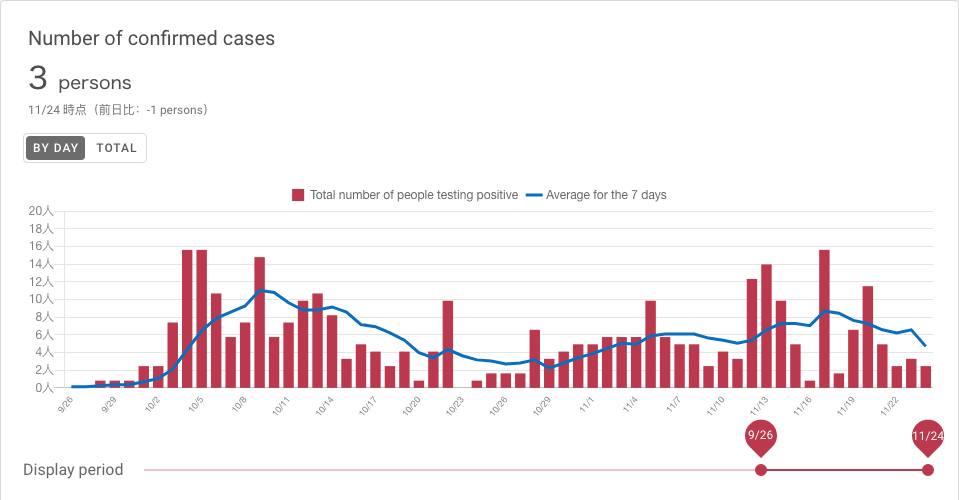 Number of confirmed cases
3 persons
11/24 時点（前日比：-1 persons）
BY DAY TOTAL
Total number of people testing positive Average for the 7 days
20人
18人
16人
14人
12人
10人
8人
6人
4人
2人
0人
9/26 9/29 10/2 10/5 10/8 10/11 10/14 10/17 10/20 10/23 10/26 10/29 11/1 11/4 11/7 11/10 11/13 11/16 11/19 11/22
9/26 11/24
Display period